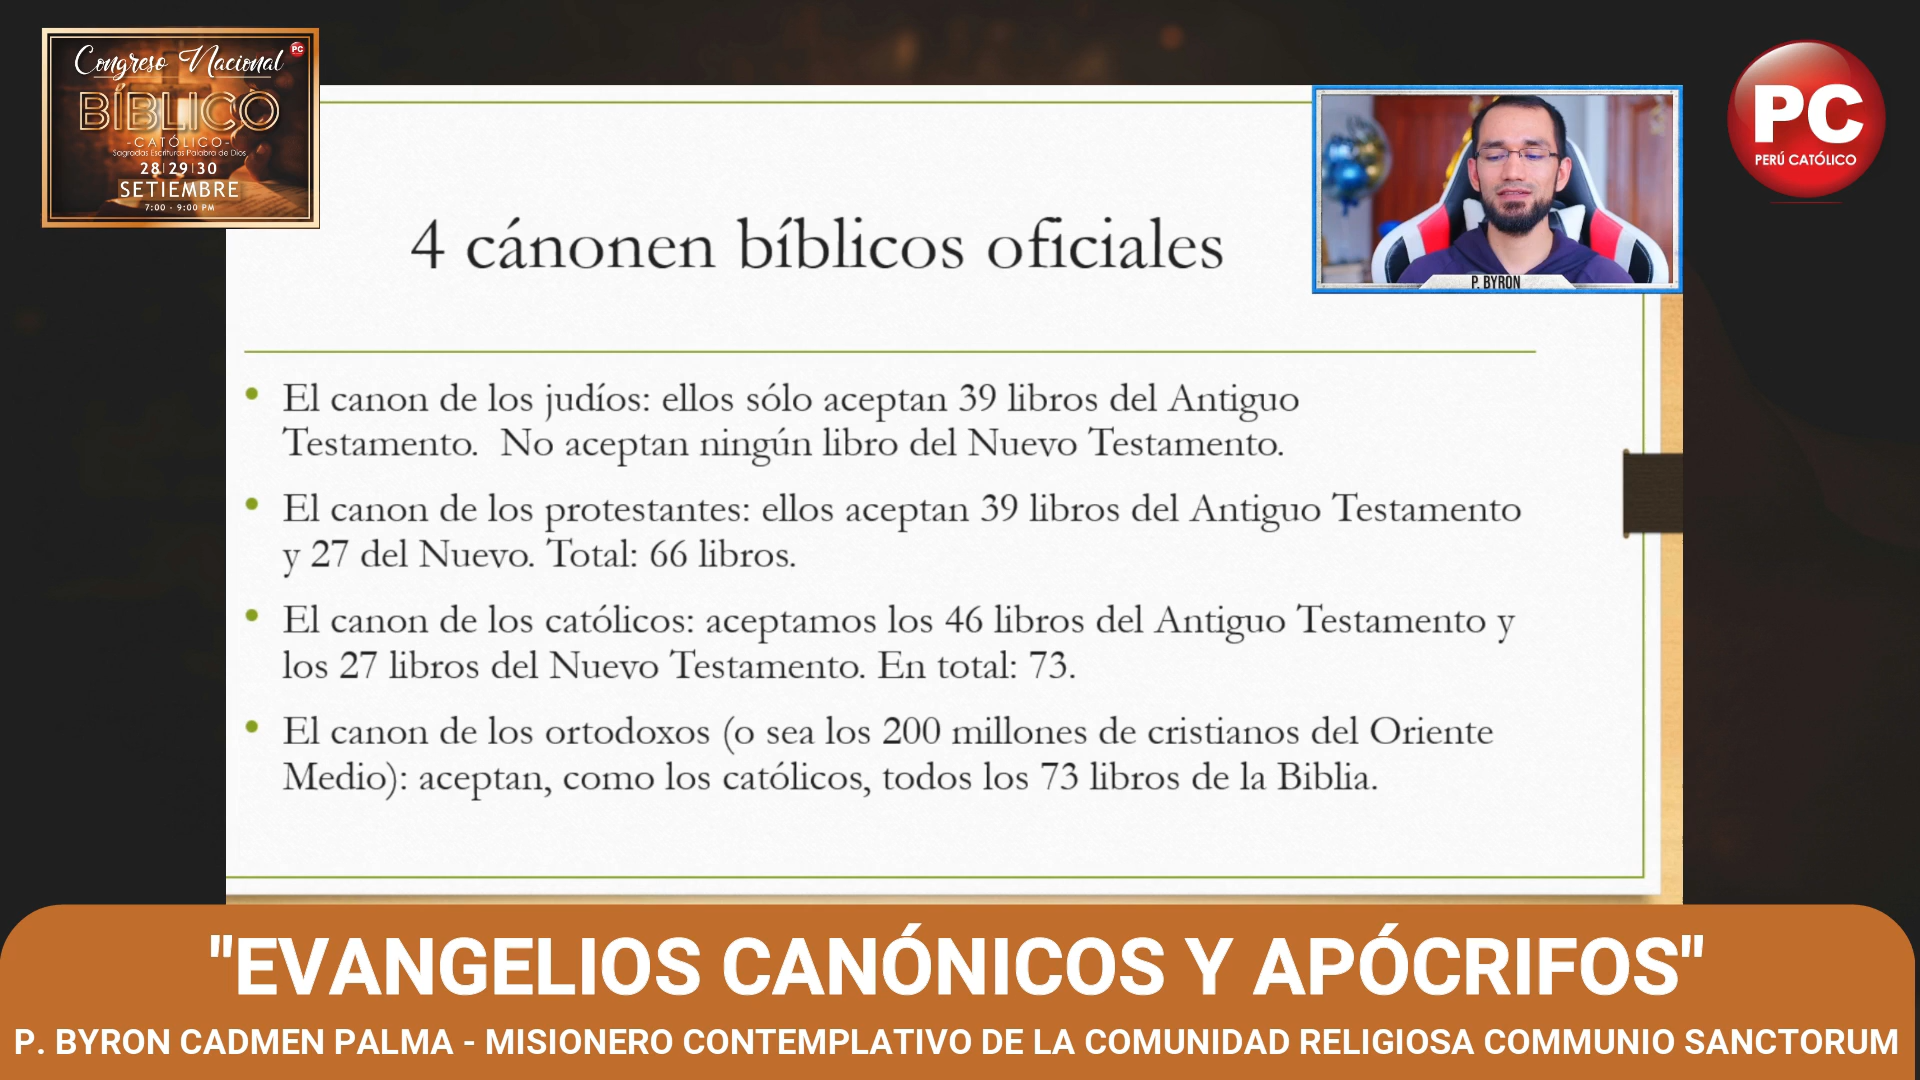 Congreso Nacional
PC
BÍBLICO
-CATÓLICO-
Sagradas Escrituras Palabra de Dios
28|29|30
SETIEMBRE
7:00 - 9:00 PM
PC
PERÚ CATÓLICO
P. BYRON
4 cánonen bíblicos oficiales
• El canon de los judíos: ellos sólo aceptan 39 libros del Antiguo
Testamento. No aceptan ningún libro del Nuevo Testamento.
• El canon de los protestantes: ellos aceptan 39 libros del Antiguo Testamento
y 27 del Nuevo. Total: 66 libros.
• El canon de los católicos: aceptamos los 46 libros del Antiguo Testamento y
los 27 libros del Nuevo Testamento. En total: 73.
• El canon de los ortodoxos (o sea los 200 millones de cristianos del Oriente
Medio): aceptan, como los católicos, todos los 73 libros de la Biblia.
"EVANGELIOS CANÓNICOS Y APÓCRIFOS"
P. BYRON CADMEN PALMA - MISIONERO CONTEMPLATIVO DE LA COMUNIDAD RELIGIOSA COMMUNIO SANCTORUM